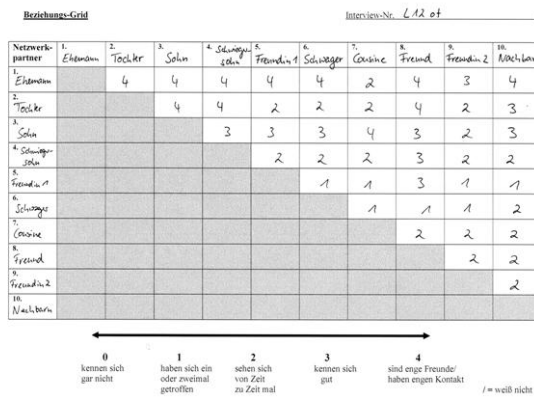 Beziehungs-Grid Interview-Nr. L12 ot
Netzwerk-partner 1. Ehemann 2. Tochter 3. Sohn 4. Schwiegersohn 5. Freundin 1 6. Schwager 7. Cousine 8. Freund 9. Freundin 2 10. Nachbarn
1. Ehemann 4 4 4 4 4 2 4 3 4
2. Tochter 4 4 2 2 2 4 2 3
3. Sohn 3 3 3 4 3 2 3
4. Schwiegersohn 2 2 2 3 2 2
5. Freundin 1 1 1 3 1 1
6. Schwager 1 1 1 2
7. Cousine 2 2 2
8. Freund 2 2
9. Freundin 2 2
10. Nachbarn
0 1 2 3 4
kennen sich haben sich ein sehen sich kennen sich sind enge Freunde/
gar nicht oder zweimal von Zeit gut haben engen Kontakt
getroffen zu Zeit mal
/ = weiß nicht